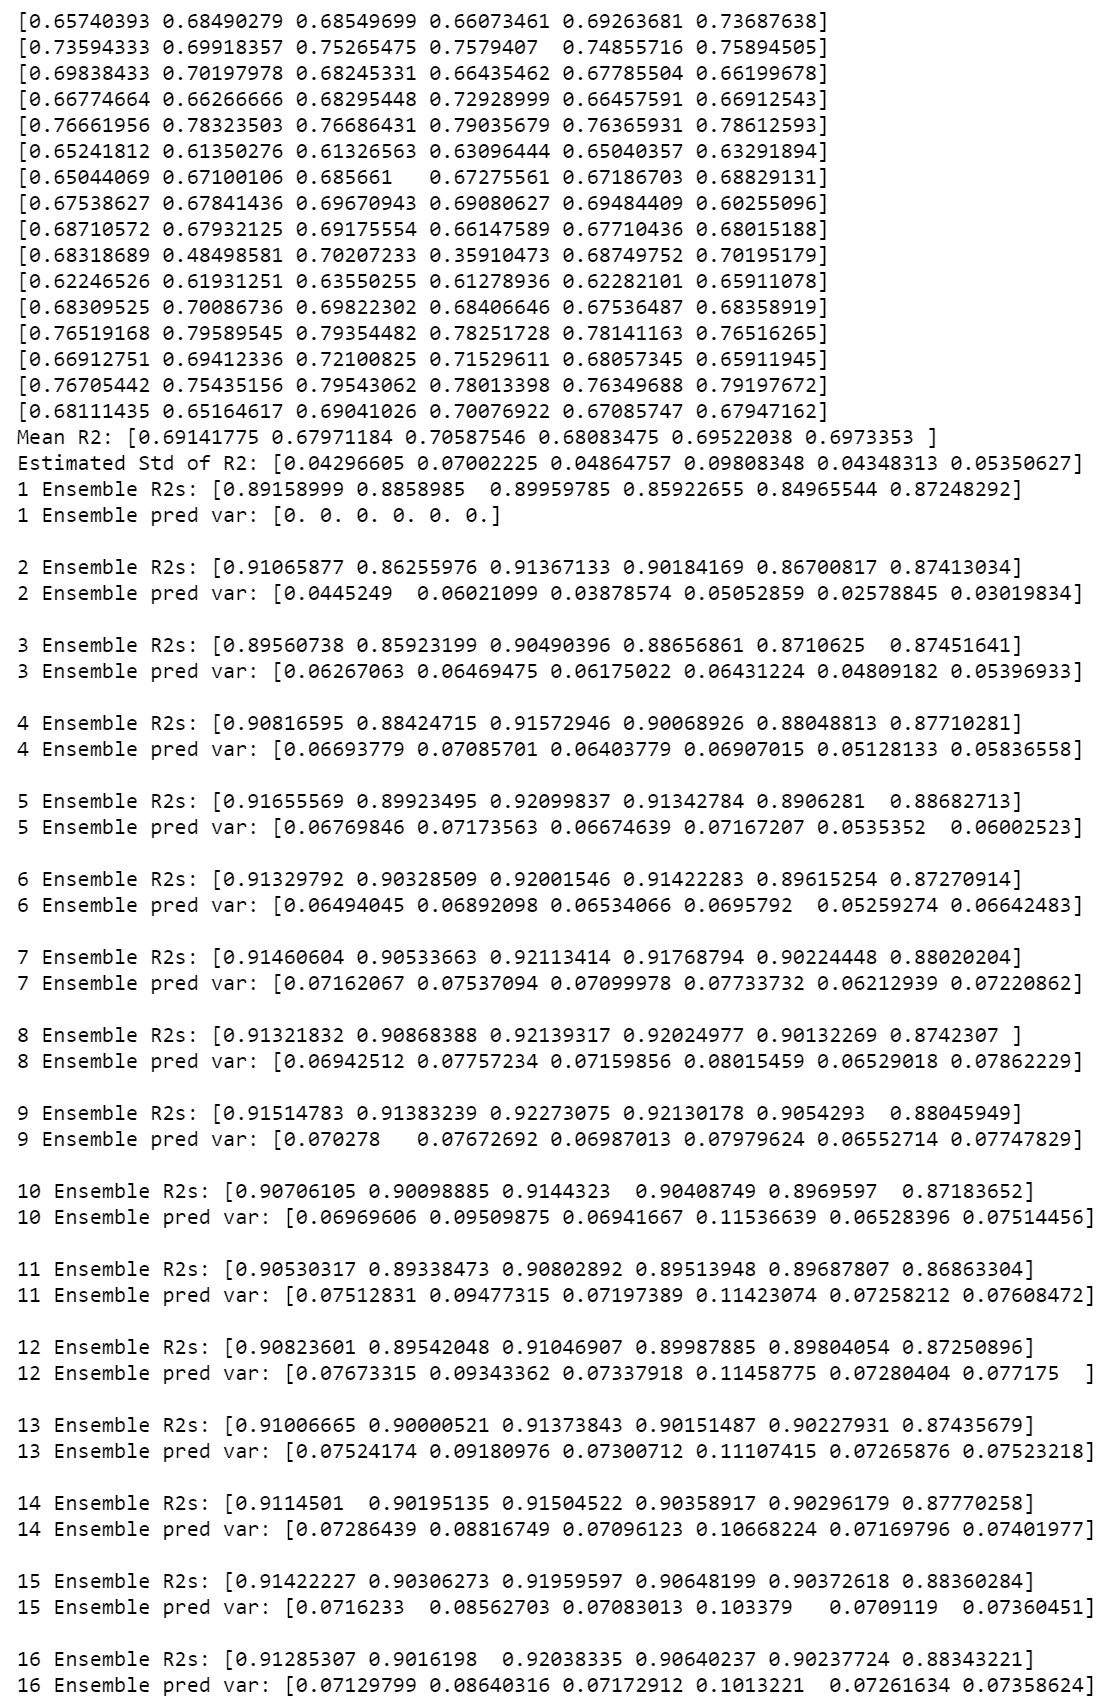 [0.65740393 0.68490279 0.68549699 0.66073461 0.69263681 0.73687638]
[0.73594333 0.69918357 0.75265475 0.7579407  0.74855716 0.75894505]
[0.69838433 0.70197978 0.68245331 0.66435462 0.67785504 0.66199678]
[0.66774664 0.66266666 0.68295448 0.72928999 0.66457591 0.66912543]
[0.76661956 0.78323503 0.76686431 0.79035679 0.76365931 0.78612593]
[0.65241812 0.61350276 0.61326563 0.63096444 0.65040357 0.63291894]
[0.65044069 0.67100106 0.685661   0.67275561 0.67186703 0.68829131]
[0.67538627 0.67841436 0.69670943 0.69080627 0.69484409 0.60255096]
[0.68710572 0.67932125 0.69175554 0.66147589 0.67710436 0.68015188]
[0.68318689 0.48498581 0.70207233 0.35910473 0.68749752 0.70195179]
[0.62246526 0.61931251 0.63550255 0.61278936 0.62282101 0.65911078]
[0.68309525 0.70086736 0.69822302 0.68406646 0.67536487 0.68358919]
[0.76519168 0.79589545 0.79354482 0.78251728 0.78141163 0.76516265]
[0.66912751 0.69412336 0.72100825 0.71529611 0.68057345 0.65911945]
[0.76705442 0.75435156 0.79543062 0.78013398 0.76349688 0.79197672]
[0.68111435 0.65164617 0.69041026 0.70076922 0.67085747 0.67947162]
Mean R2: [0.69141775 0.67971184 0.70587546 0.68083475 0.69522038 0.6973353 ]
Estimated Std of R2: [0.04296605 0.07002225 0.04864757 0.09808348 0.04348313 0.05350627]
1 Ensemble R2s: [0.89158999 0.8858985  0.89959785 0.85922655 0.84965544 0.87248292]
1 Ensemble pred var: [0. 0. 0. 0. 0. 0.]
2 Ensemble R2s: [0.91065877 0.86255976 0.91367133 0.90184169 0.86700817 0.87413034]
2 Ensemble pred var: [0.0445249  0.06021099 0.03878574 0.05052859 0.02578845 0.03019834]
3 Ensemble R2s: [0.89560738 0.85923199 0.90490396 0.88656861 0.8710625  0.87451641]
3 Ensemble pred var: [0.06267063 0.06469475 0.06175022 0.06431224 0.04809182 0.05396933]
4 Ensemble R2s: [0.90816595 0.88424715 0.91572946 0.90068926 0.88048813 0.87710281]
4 Ensemble pred var: [0.06693779 0.07085701 0.06403779 0.06907015 0.05128133 0.05836558]
5 Ensemble R2s: [0.91655569 0.89923495 0.92099837 0.91342784 0.8906281  0.88682713]
5 Ensemble pred var: [0.06769846 0.07173563 0.06674639 0.07167207 0.0535352  0.06002523]
6 Ensemble R2s: [0.91329792 0.90328509 0.92001546 0.91422283 0.89615254 0.87270914]
6 Ensemble pred var: [0.06494045 0.06892098 0.06534066 0.0695792  0.05259274 0.06642483]
7 Ensemble R2s: [0.91460604 0.90533663 0.92113414 0.91768794 0.90224448 0.88020204]
7 Ensemble pred var: [0.07162067 0.07537094 0.07099978 0.07733732 0.06212939 0.07220862]
8 Ensemble R2s: [0.91321832 0.90868388 0.92139317 0.92024977 0.90132269 0.8742307 ]
8 Ensemble pred var: [0.06942512 0.07757234 0.07159856 0.08015459 0.06529018 0.07862229]
9 Ensemble R2s: [0.91514783 0.91383239 0.92273075 0.92130178 0.9054293  0.88045949]
9 Ensemble pred var: [0.070278   0.07672692 0.06987013 0.07979624 0.06552714 0.07747829]
10 Ensemble R2s: [0.90706105 0.90098885 0.9144323  0.90408749 0.8969597  0.87183652]
10 Ensemble pred var: [0.06969606 0.09509875 0.06941667 0.11536639 0.06528396 0.07514456]
11 Ensemble R2s: [0.90530317 0.89338473 0.90802892 0.89513948 0.89687807 0.86863304]
11 Ensemble pred var: [0.07512831 0.09477315 0.07197389 0.11423074 0.07258212 0.07608472]
12 Ensemble R2s: [0.90823601 0.89542048 0.91046907 0.89987885 0.89804054 0.87250896]
12 Ensemble pred var: [0.07673315 0.09343362 0.07337918 0.11458775 0.07280404 0.077175  ]
13 Ensemble R2s: [0.91006665 0.90000521 0.91373843 0.90151487 0.90227931 0.87435679]
13 Ensemble pred var: [0.07524174 0.09180976 0.07300712 0.11107415 0.07265876 0.07523218]
14 Ensemble R2s: [0.9114501  0.90195135 0.91504522 0.90358917 0.90296179 0.87770258]
14 Ensemble pred var: [0.07286439 0.08816749 0.07096123 0.10668224 0.07169796 0.07401977]
15 Ensemble R2s: [0.91422227 0.90306273 0.91959597 0.90648199 0.90372618 0.88360284]
15 Ensemble pred var: [0.0716233  0.08562703 0.07083013 0.103379   0.0709119  0.07360451]
16 Ensemble R2s: [0.91285307 0.9016198  0.92038335 0.90640237 0.90237724 0.88343221]
16 Ensemble pred var: [0.07129799 0.08640316 0.07172912 0.1013221  0.07261634 0.07358624]